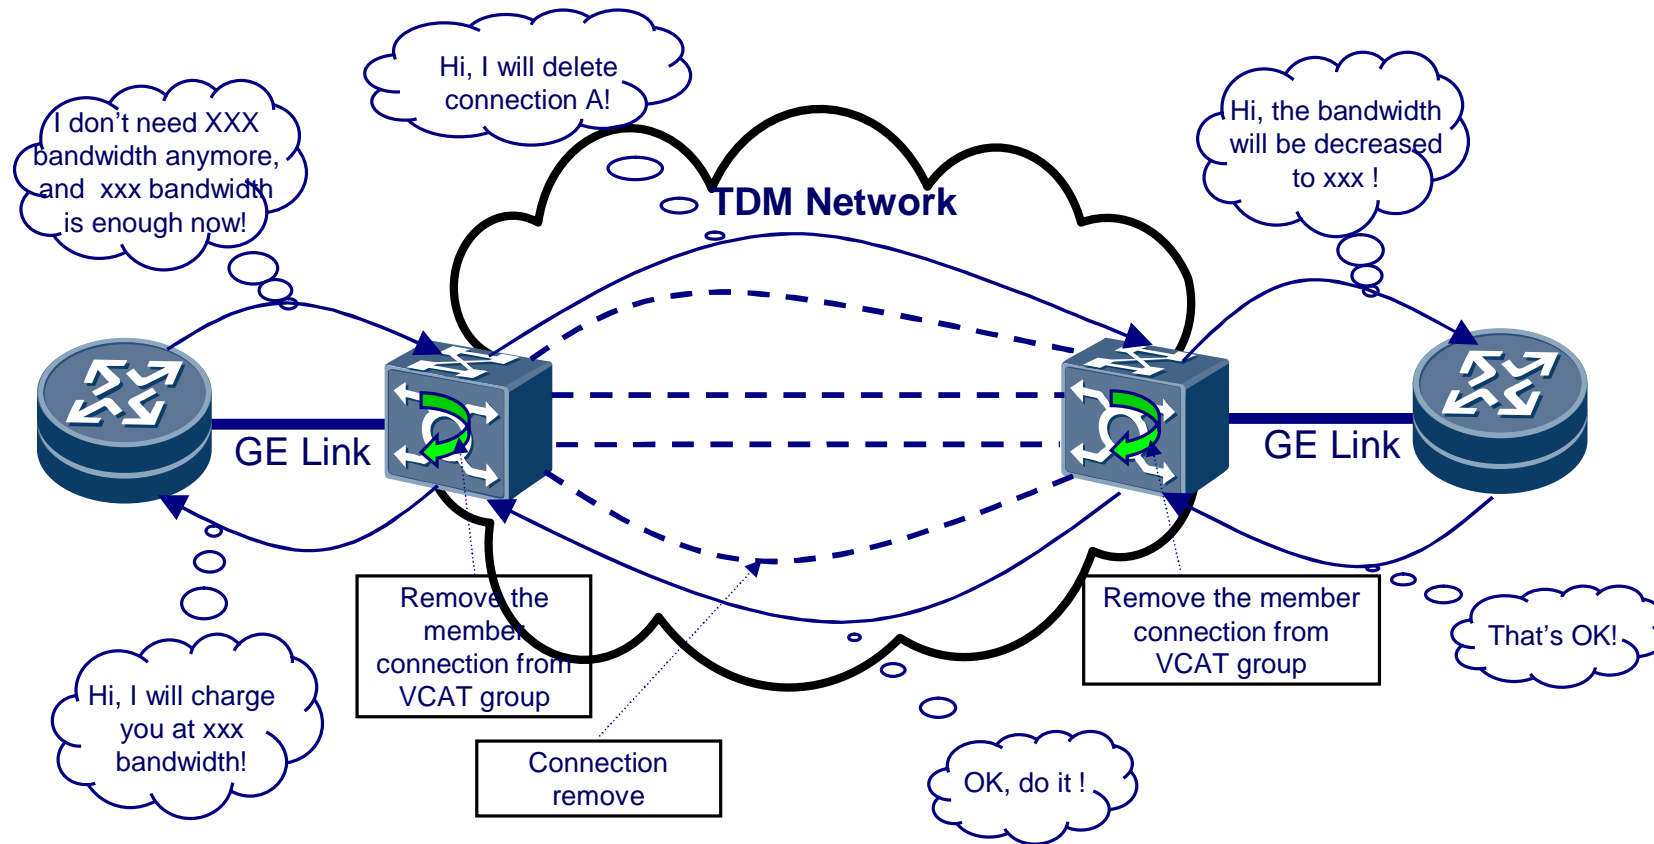 Hi, I will delete
connection A!
I don't need XXX
bandwidth anymore,
and xxx bandwidth
is enough now!
Hi, the bandwidth
will be decreased
to xxx !
TDM Network
GE Link
GE Link
Remove the
member
connection from
VCAT group
Remove the member
connection from
VCAT group
That's OK!
Hi, I will charge
you at xxx
bandwidth!
Connection
remove
OK, do it !